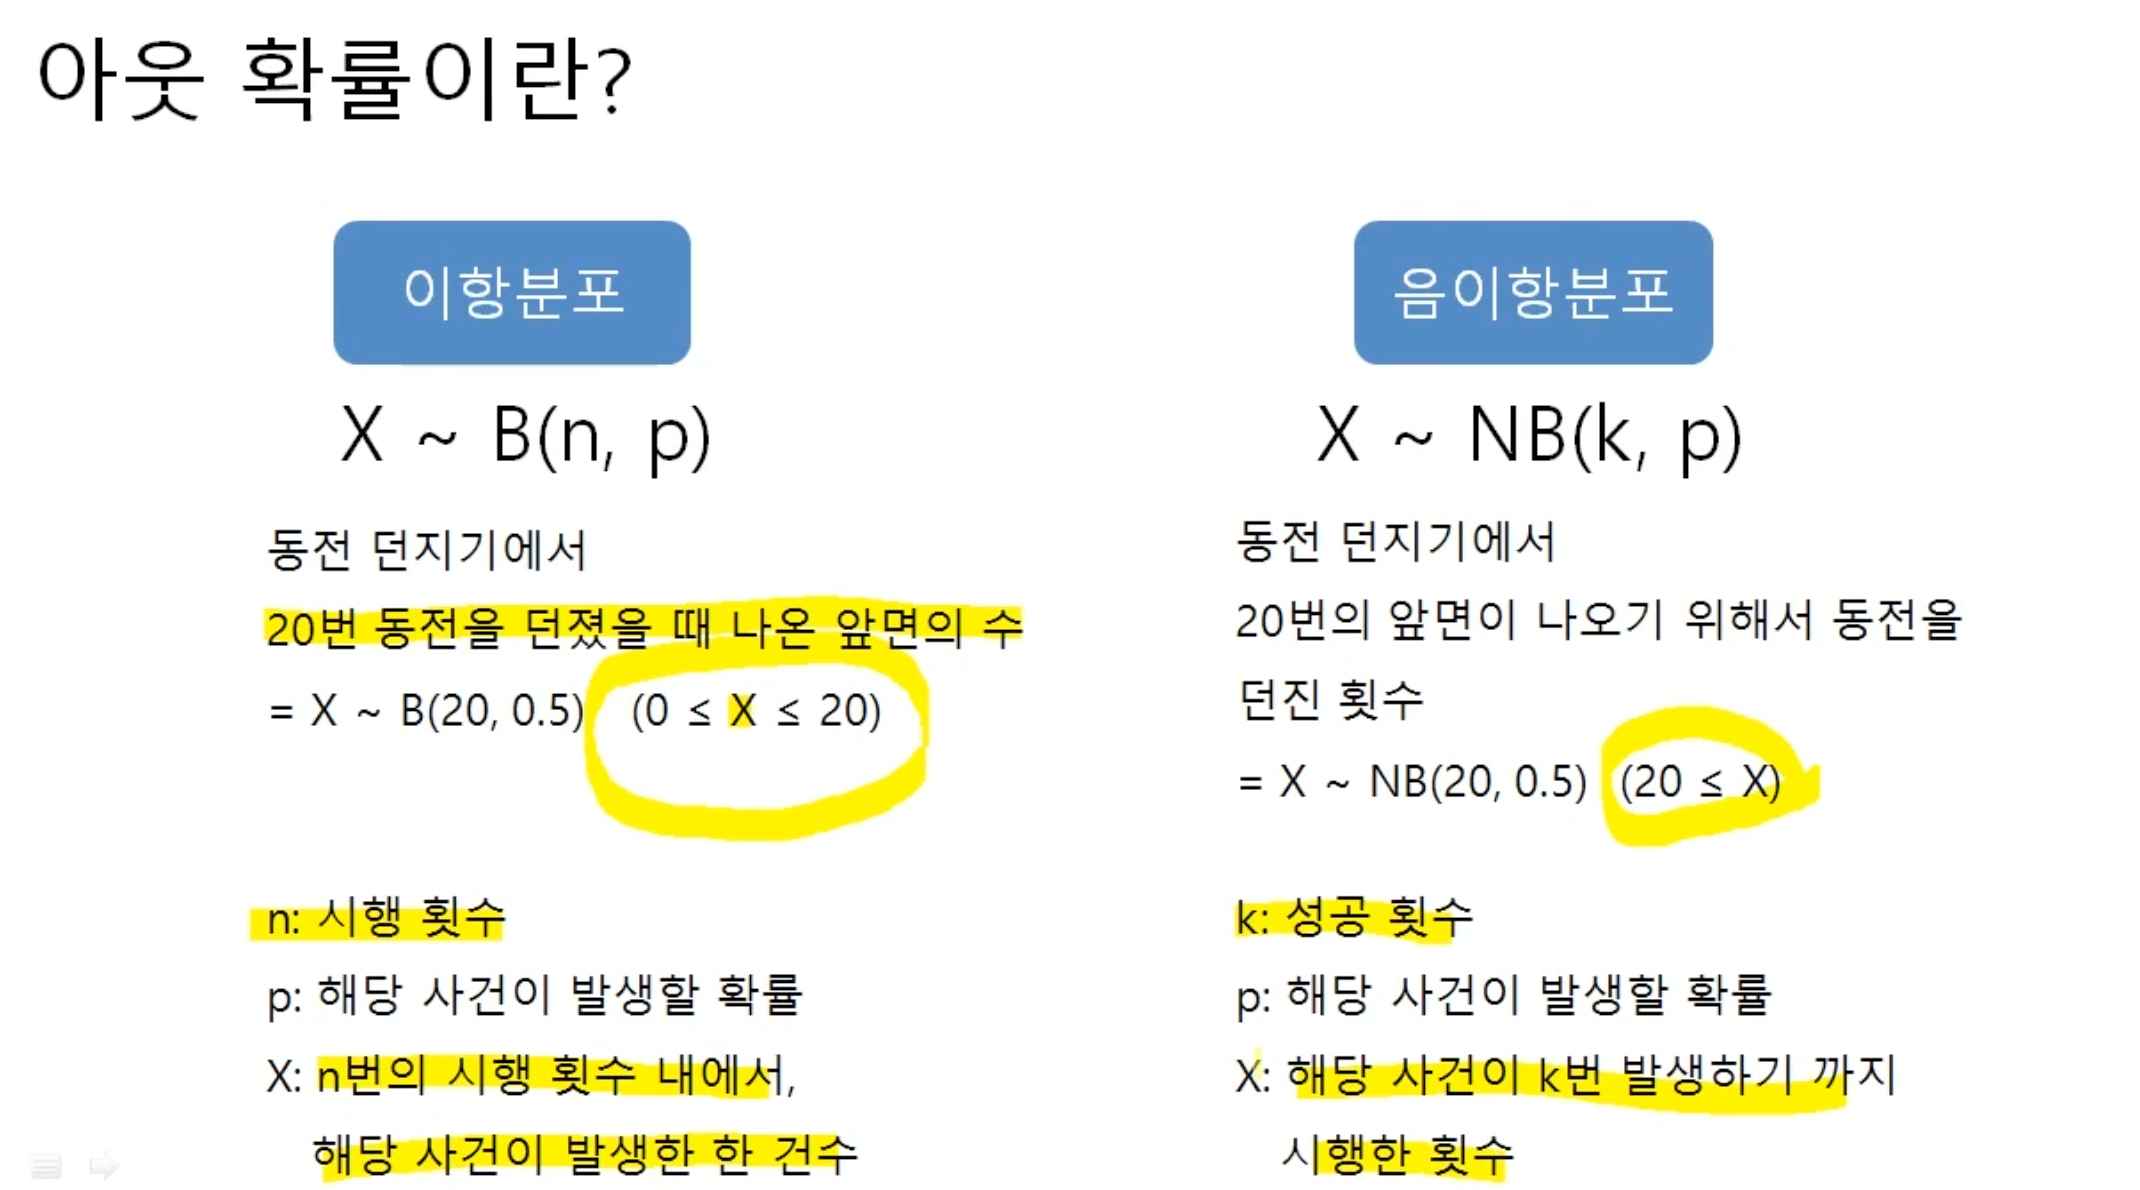 아웃 확률이란?
이항분포
X ~ B(n, p)
동전 던지기에서
20번 동전을 던졌을 때 나온 앞면의 수
= X ~ B(20, 0.5) (0 ≤ X ≤ 20)
n: 시행 횟수
p: 해당 사건이 발생할 확률
X: n번의 시행 횟수 내에서,
해당 사건이 발생한 한 건수
음이항분포
X ~ NB(k, p)
동전 던지기에서
20번의 앞면이 나오기 위해서 동전을
던진 횟수
= X ~ NB(20, 0.5) (20 ≤ X)
k: 성공 횟수
p: 해당 사건이 발생할 확률
X: 해당 사건이 k번 발생하기 까지
시행한 횟수